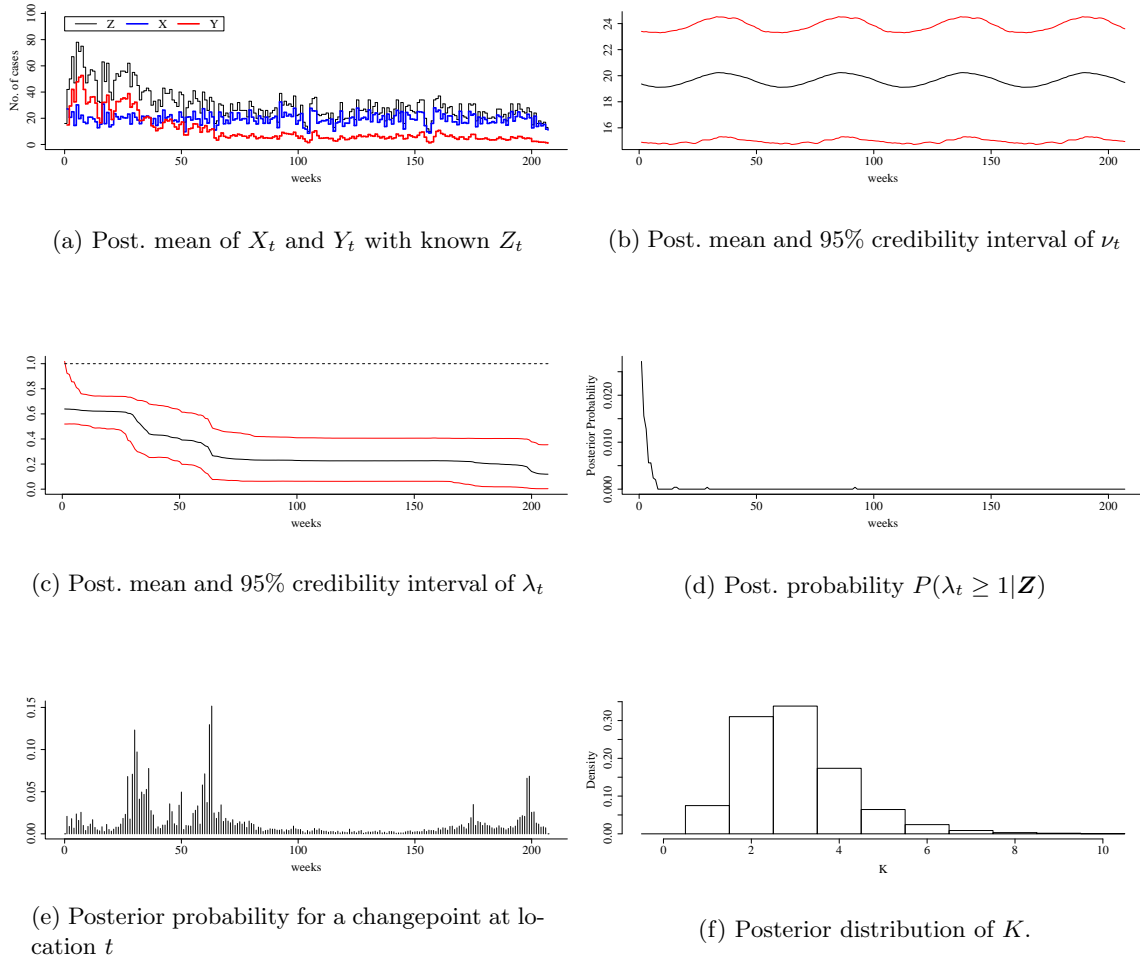 Z X Y
No. of cases
0 20 40 60 80 100
0 50 100 150 200
weeks
(a) Post. mean of X_t and Y_t with known Z_t
16 18 20 22 24
0 50 100 150 200
weeks
(b) Post. mean and 95% credibility interval of ν_t
0.0 0.2 0.4 0.6 0.8 1.0
0 50 100 150 200
weeks
(c) Post. mean and 95% credibility interval of λ_t
Posterior Probability
0.000 0.010 0.020
0 50 100 150 200
weeks
(d) Post. probability P(λ_t ≥ 1|Z)
0.00 0.05 0.10 0.15
0 50 100 150 200
weeks
(e) Posterior probability for a changepoint at lo-
cation t
Density
0.00 0.10 0.20 0.30
0 2 4 6 8 10
K
(f) Posterior distribution of K.